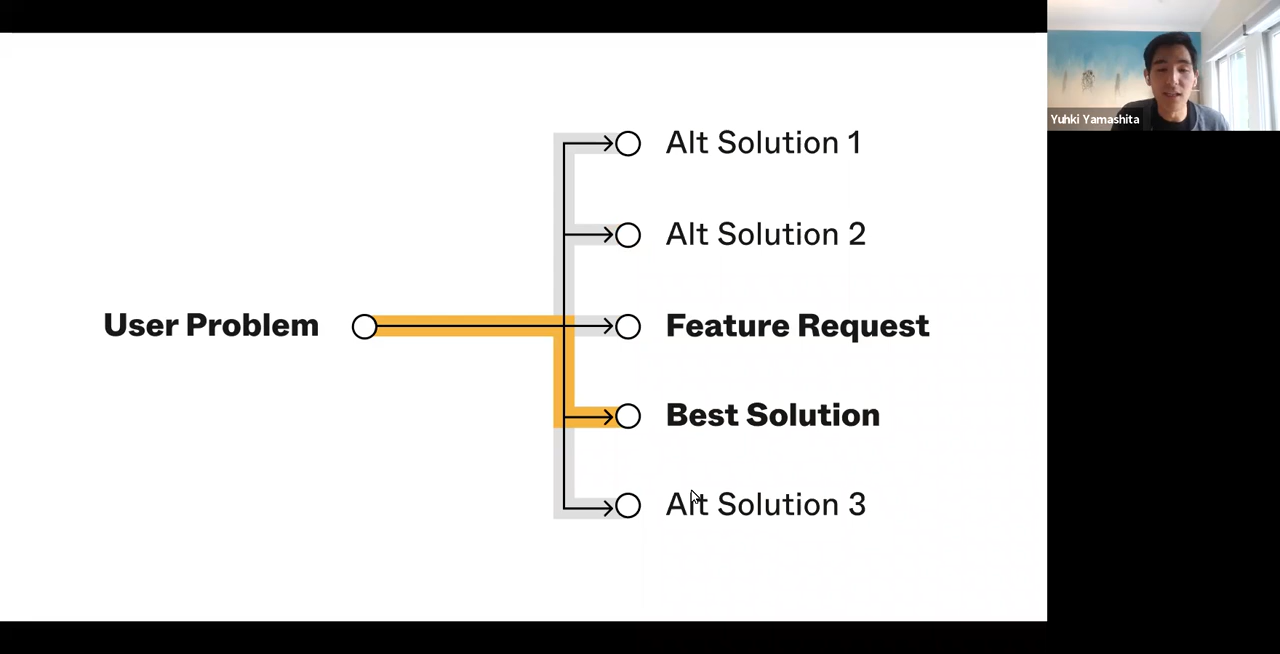 Yuhki Yamashita
Alt Solution 1
Alt Solution 2
User Problem
Feature Request
Best Solution
Alt Solution 3